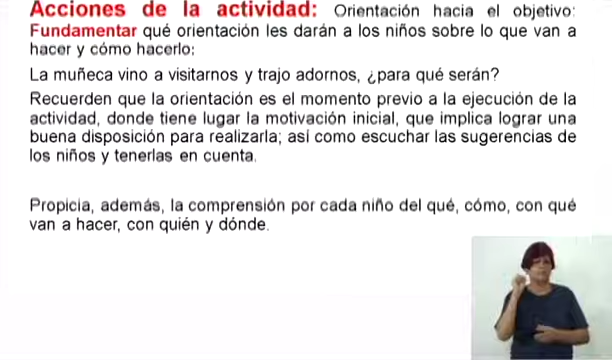 Acciones de la actividad: Orientación hacia el objetivo:
Fundamentar qué orientación les darán a los niños sobre lo que van a
hacer y cómo hacerlo:
La muñeca vino a visitarnos y trajo adornos, ¿para qué serán?
Recuerden que la orientación es el momento previo a la ejecución de la
actividad, donde tiene lugar la motivación inicial, que implica lograr una
buena disposición para realizarla; así como escuchar las sugerencias de
los niños y tenerlas en cuenta.
Propicia, además, la comprensión por cada niño del qué, cómo, con qué
van a hacer, con quién y dónde.